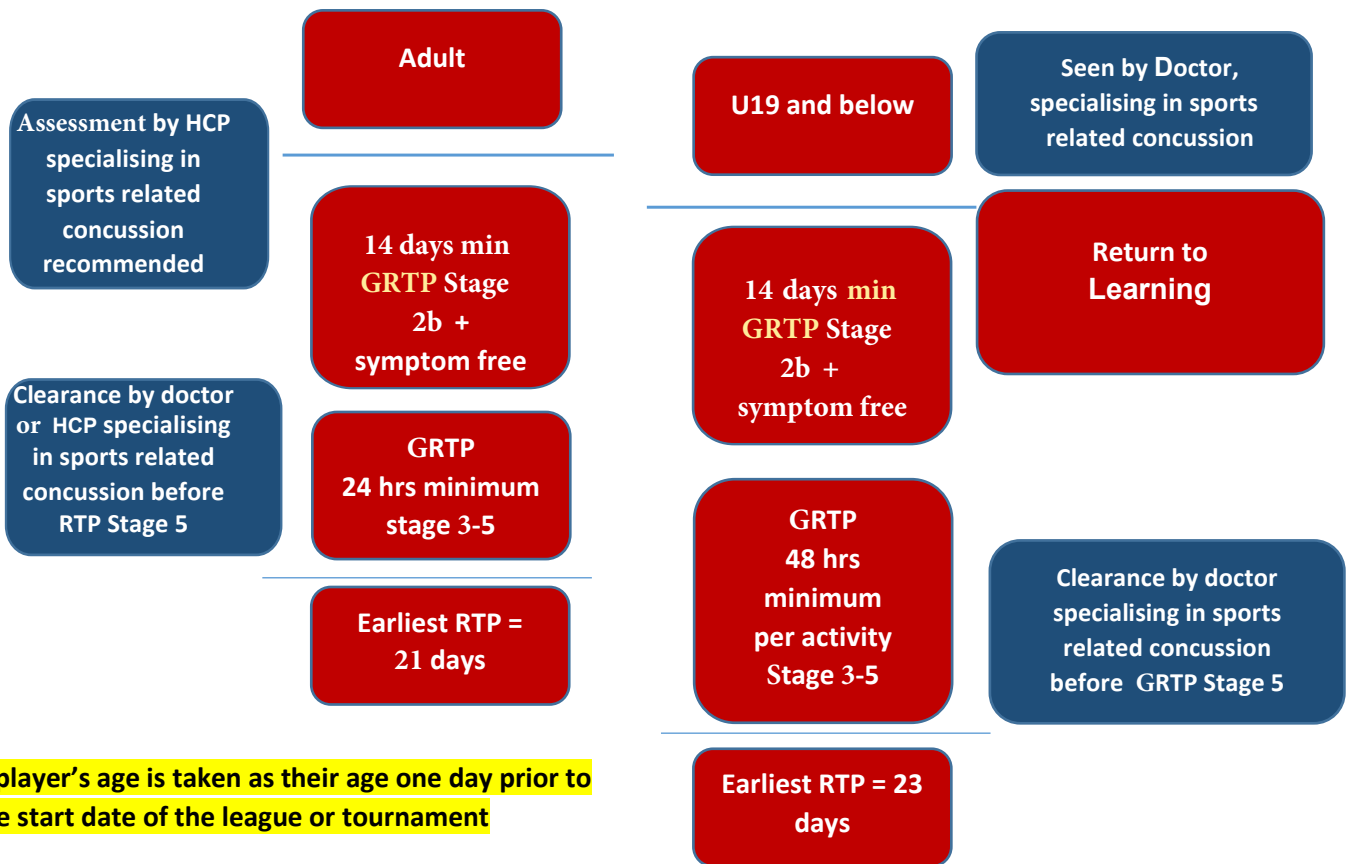 Adult
Assessment by HCP
specialising in
sports related
concussion
recommended
14 days min
GRTP Stage
2b +
symptom free
Clearance by doctor
or HCP specialising
in sports related
concussion before
RTP Stage 5
GRTP
24 hrs minimum
stage 3-5
Earliest RTP =
21 days
player’s age is taken as their age one day prior to
e start date of the league or tournament
U19 and below
Seen by Doctor,
specialising in sports
related concussion
Return to
Learning
14 days min
GRTP Stage
2b +
symptom free
GRTP
48 hrs
minimum
per activity
Stage 3-5
Clearance by doctor
specialising in sports
related concussion
before GRTP Stage 5
Earliest RTP = 23
days